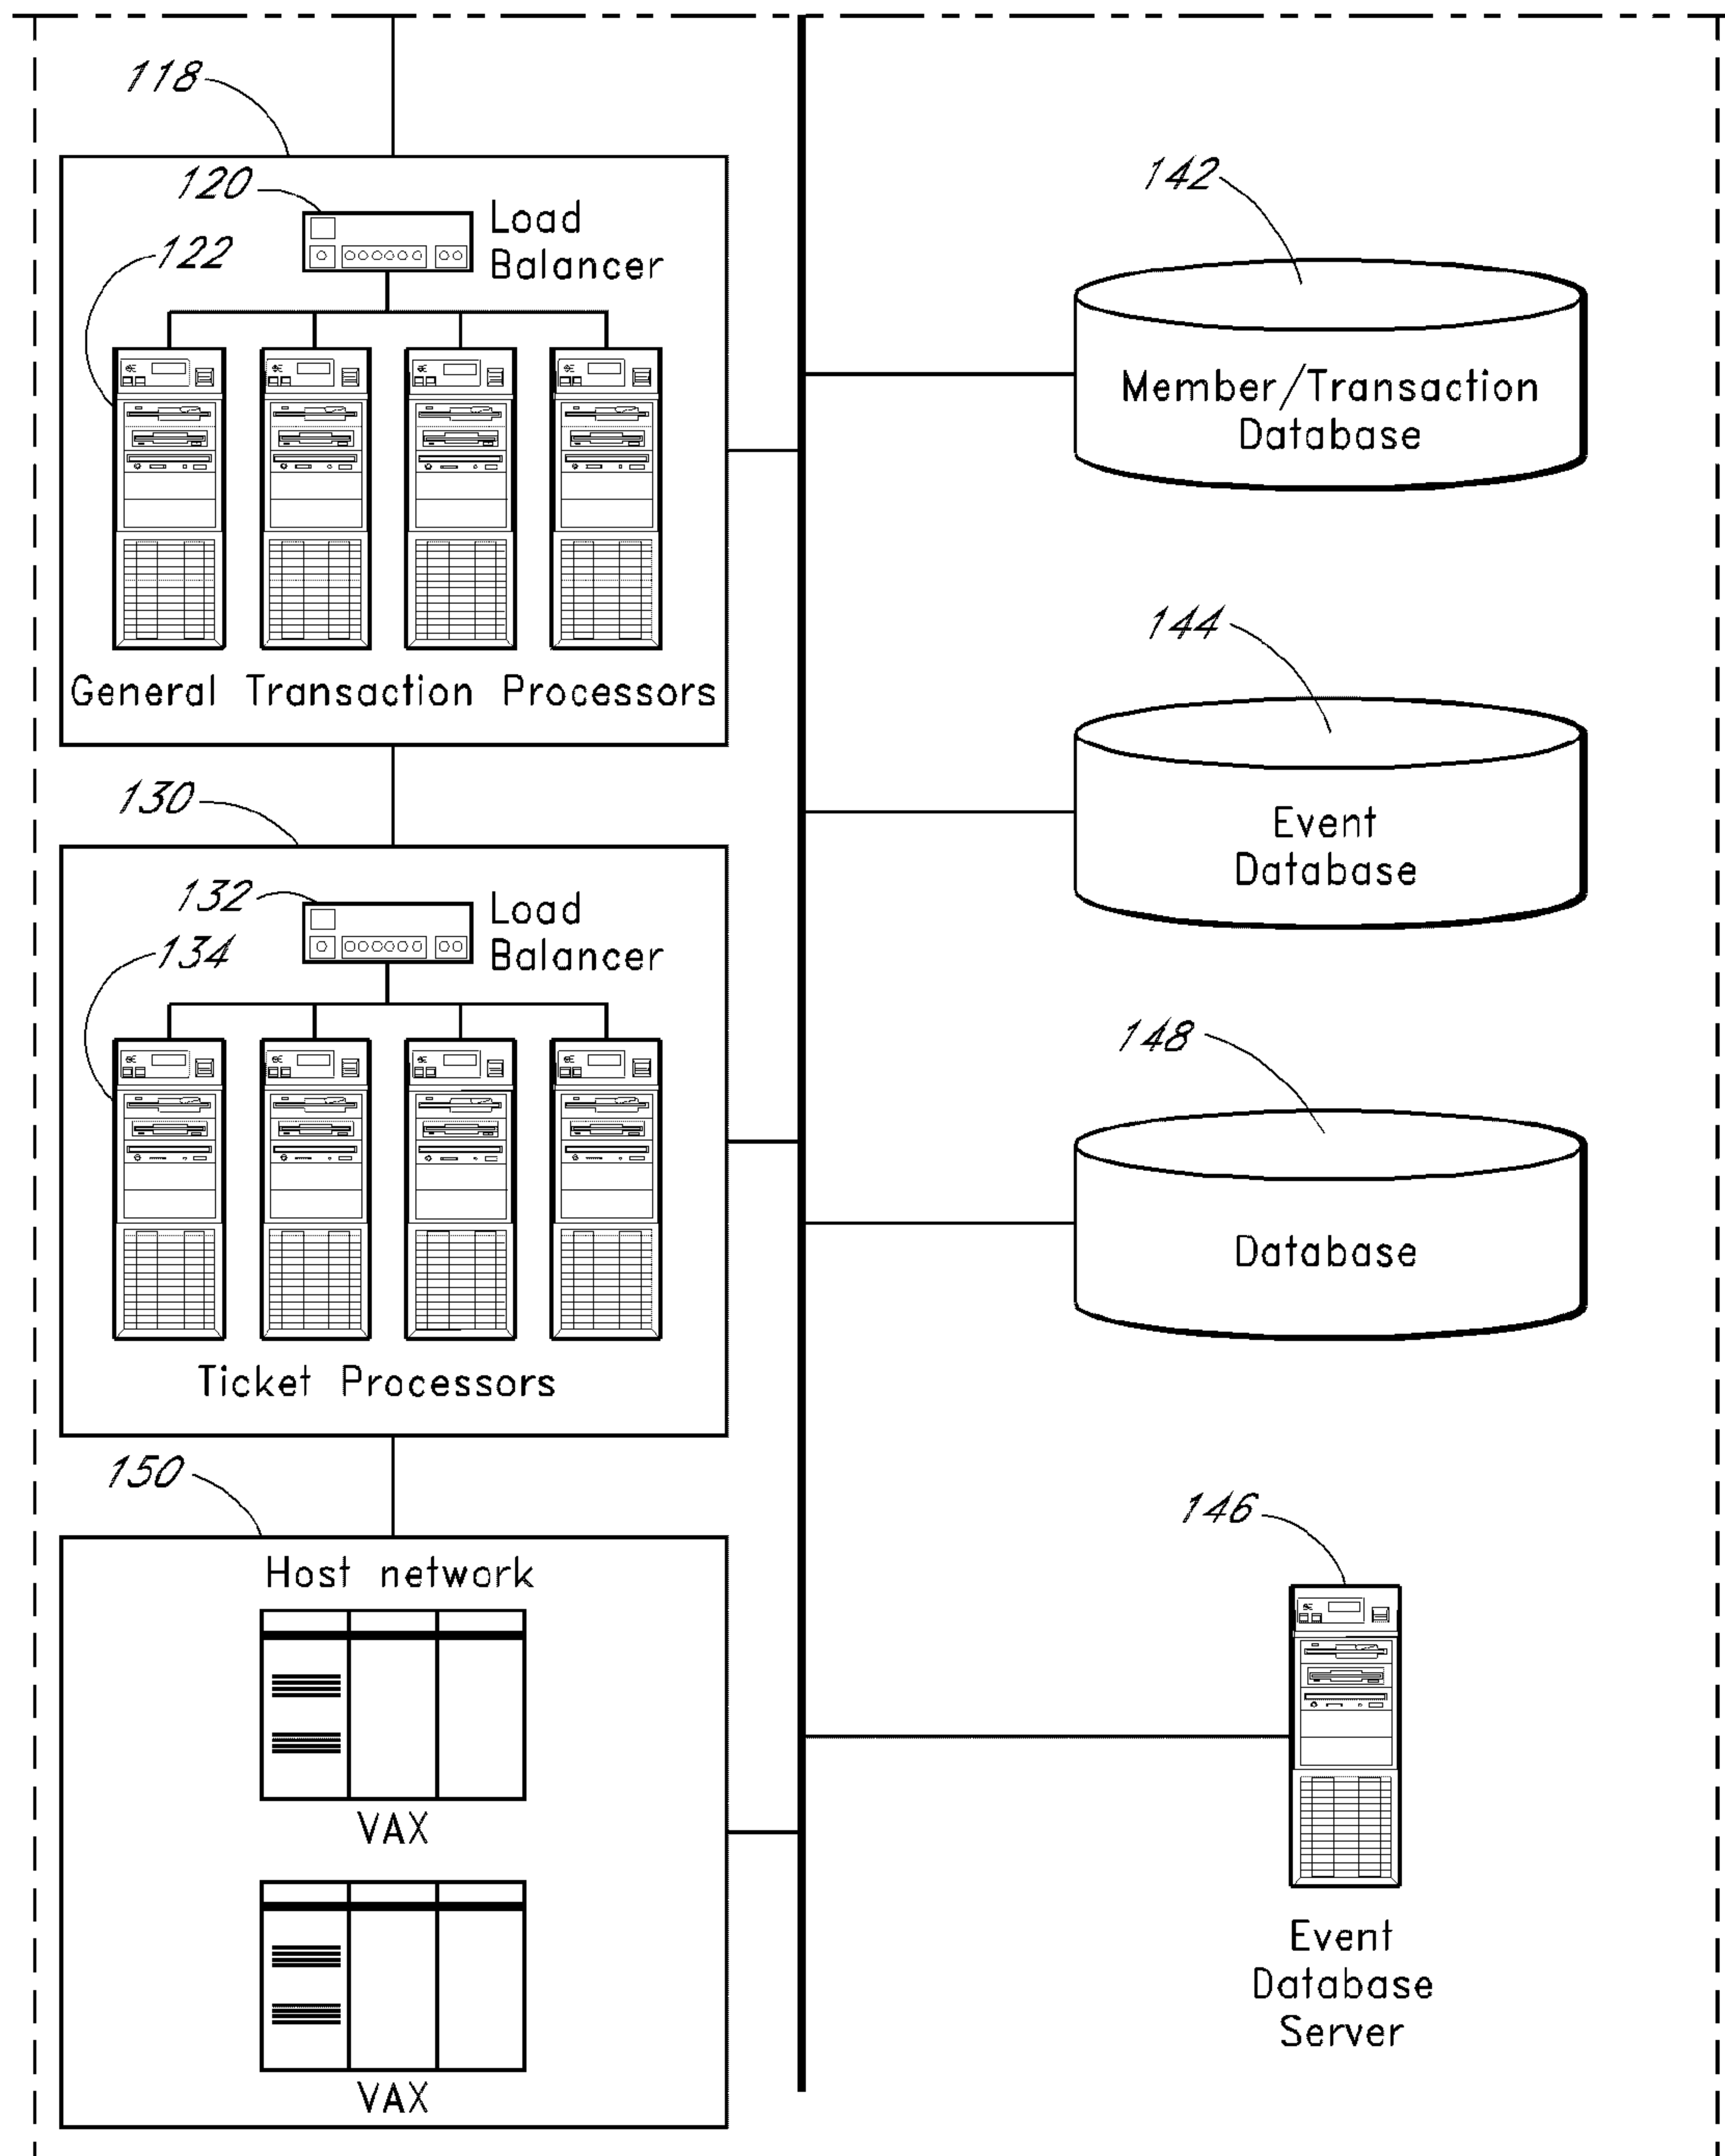 118
120
Load
Balancer
122
General Transaction Processors
130
132
Load
Balancer
134
Ticket Processors
150
Host network
VAX
VAX
142
Member/Transaction
Database
144
Event
Database
148
Database
146
Event
Database
Server